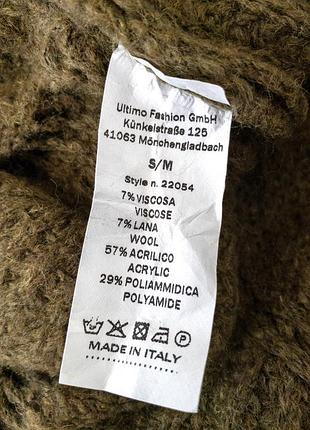 Ultimo Fashion GmbH
Künkelstraße 125
41063 Mönchengladbach
S/M
Style n. 22054
7% VISCOSA
VISCOSE
7% LANA
WOOL
57% ACRILICO
ACRYLIC
29% POLIAMMIDICA
POLYAMIDE
MADE IN ITALY